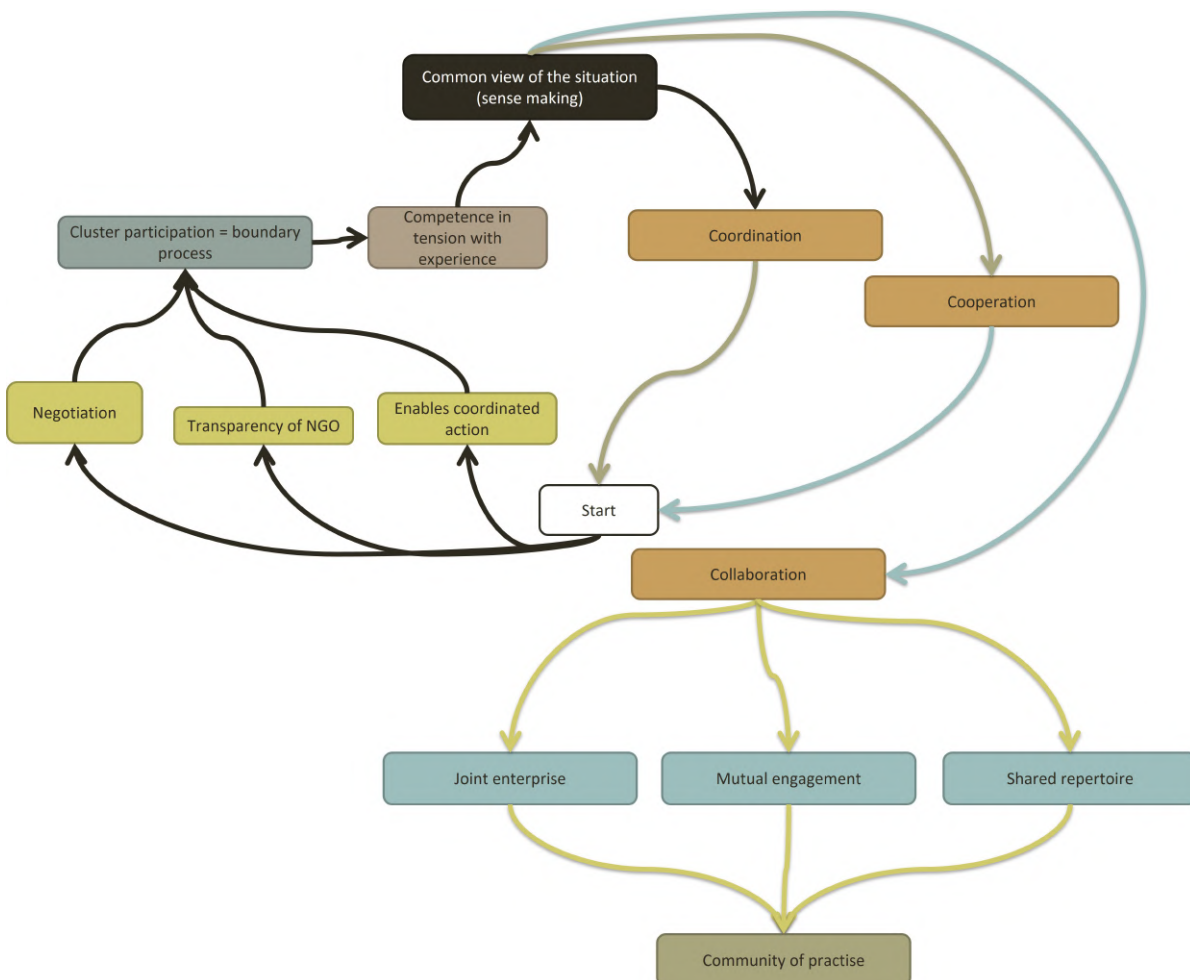 Common view of the situation
(sense making)
Cluster participation = boundary
process
Competence in
tension with
experience
Coordination
Cooperation
Negotiation
Transparency of NGO
Enables coordinated
action
Start
Collaboration
Joint enterprise
Mutual engagement
Shared repertoire
Community of practise